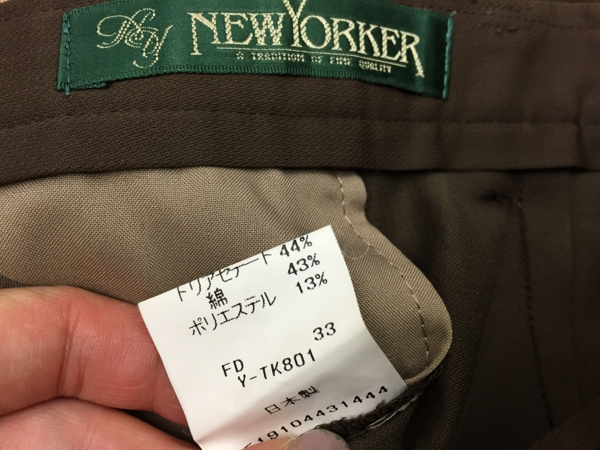 NEWYORKER
A TRADITION OF FINE QUALITY
トリアセテート 44%
綿 43%
ポリエステル 13%
33
FD
Y-TK801
日本製
19104431444